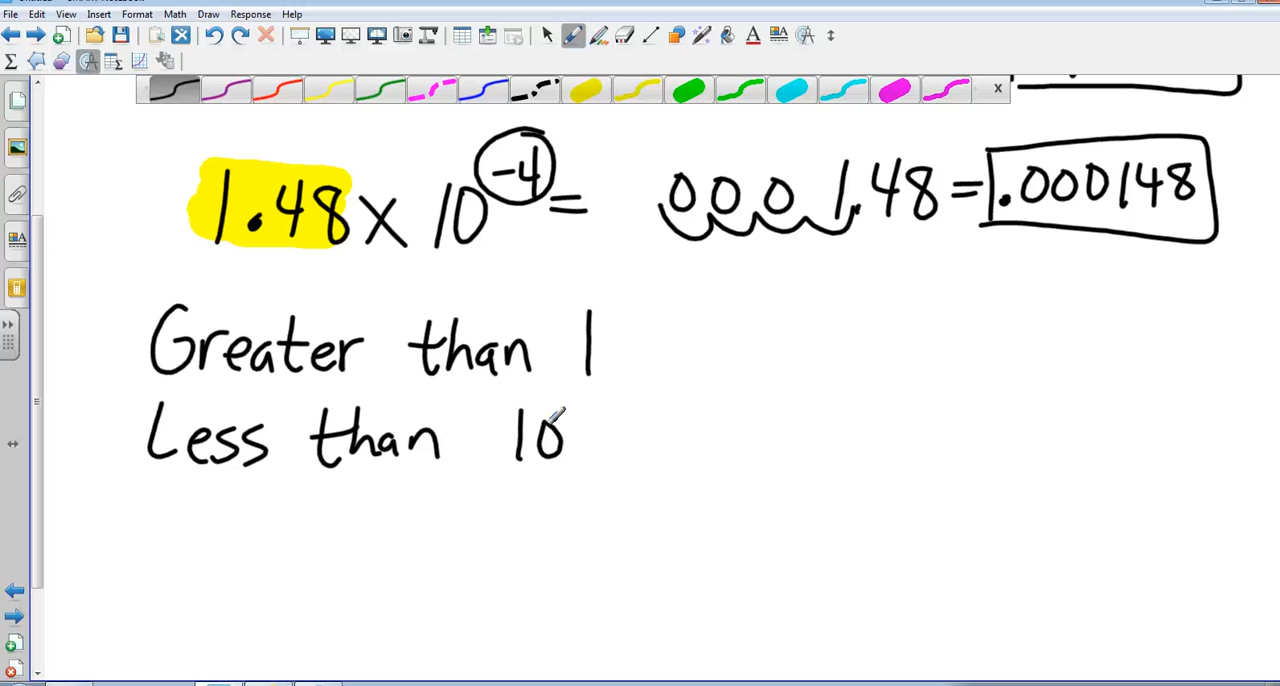 File Edit View Insert Format Math Draw Response Help
1.48 x 10⁻⁴ = 0001.48 = .000148
Greater than 1
Less than 10